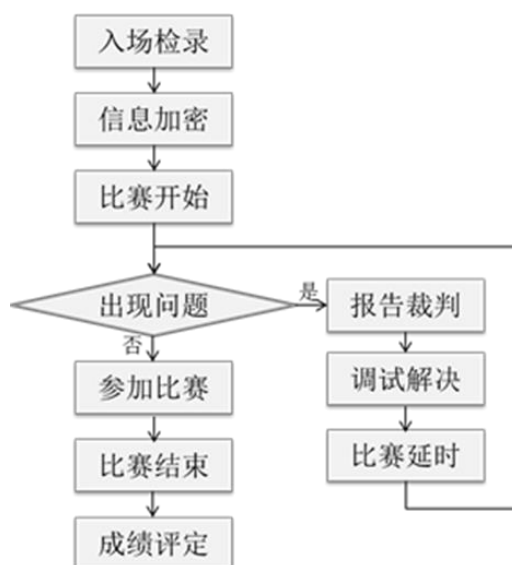 入场检录
信息加密
比赛开始
出现问题
是
报告裁判
否
参加比赛
调试解决
比赛结束
比赛延时
成绩评定